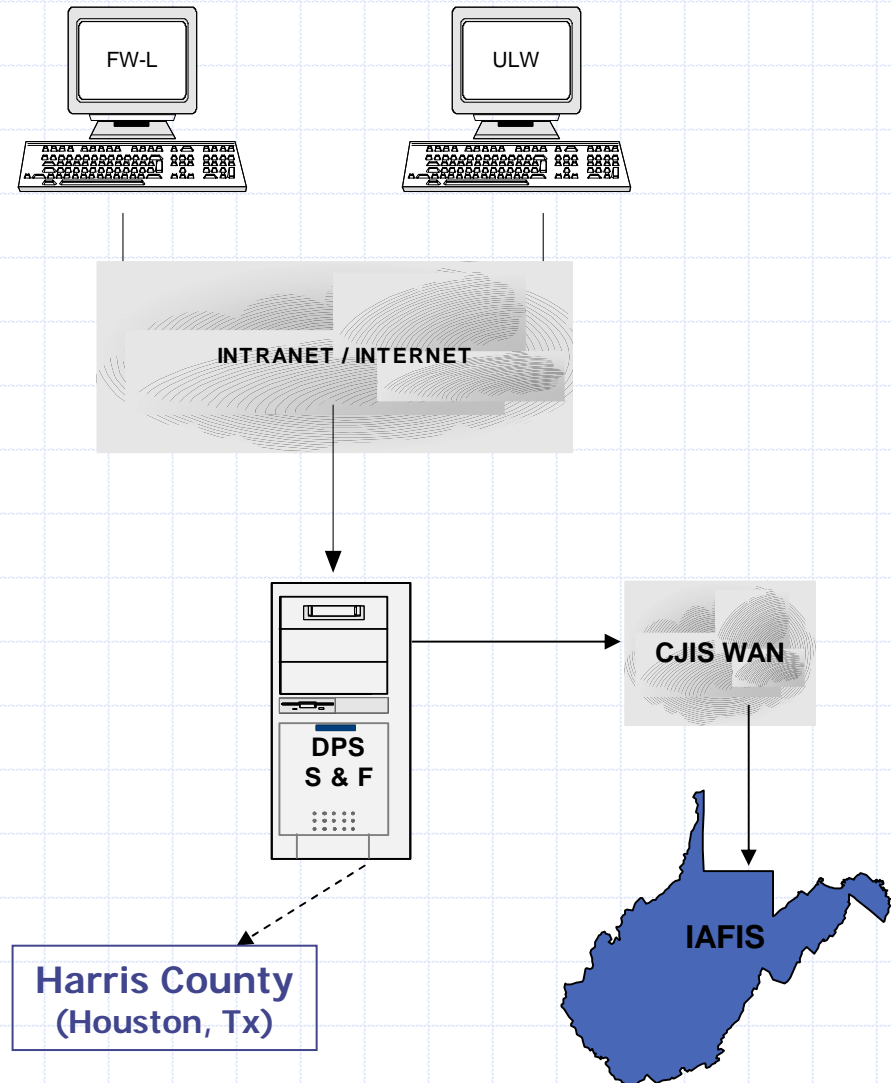 FW-L
ULW
INTRANET / INTERNET
CJIS WAN
DPS
S & F
IAFIS
Harris County
(Houston, Tx)